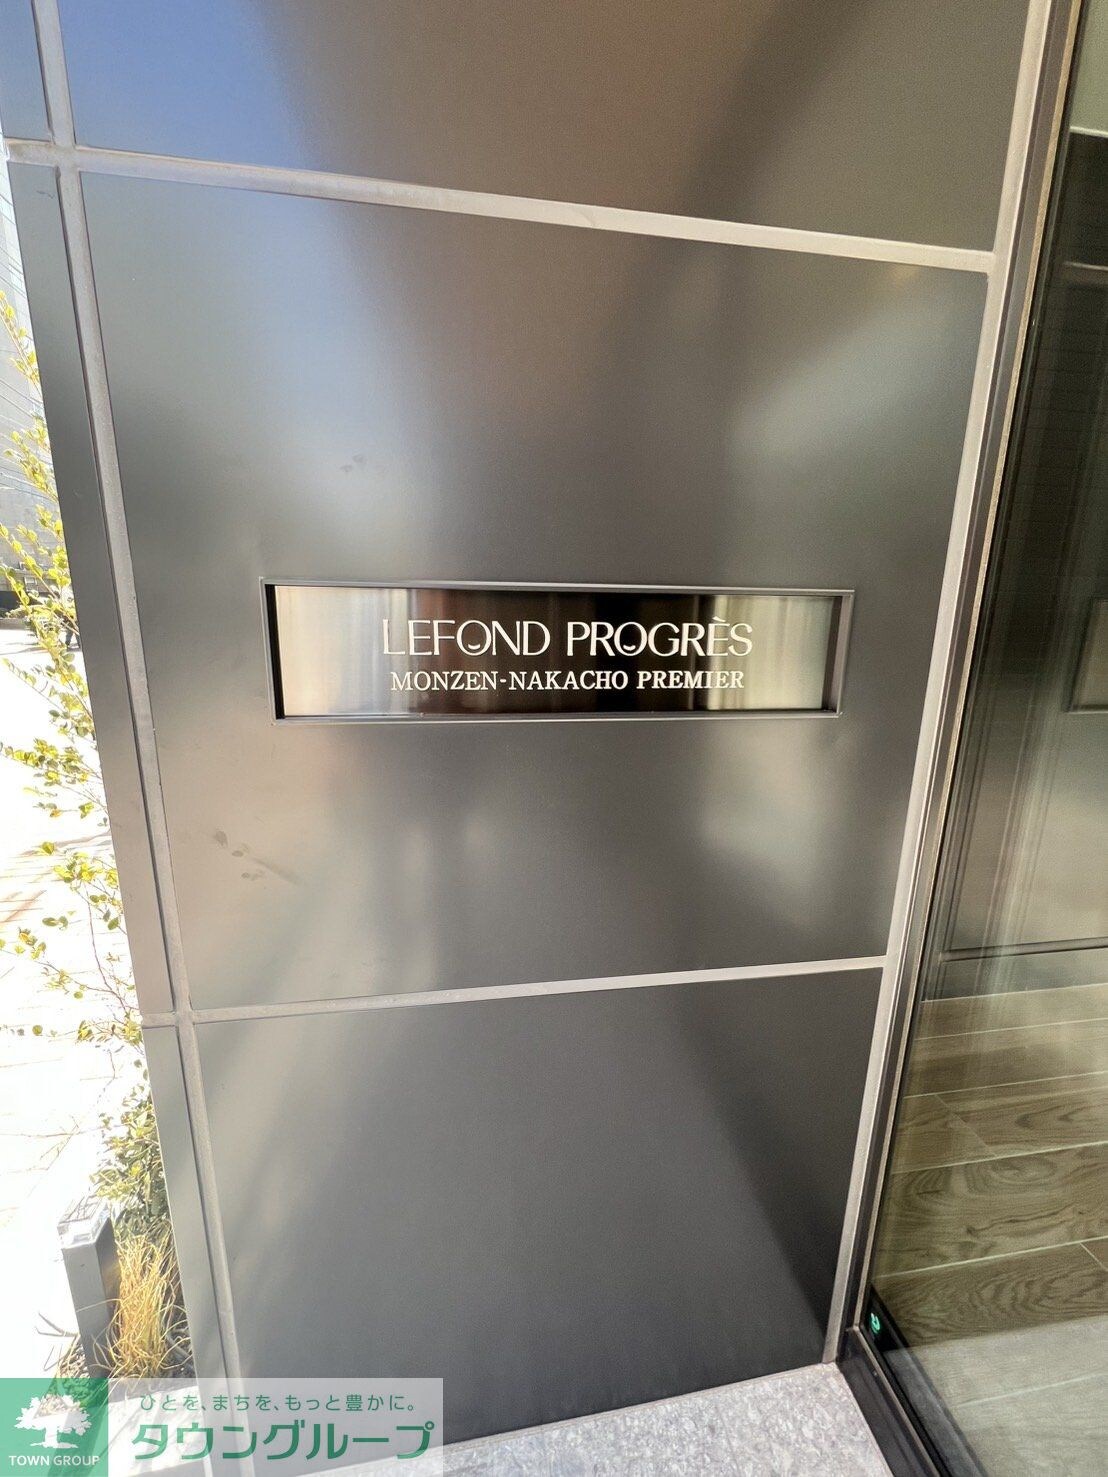 LEFOND PROGRÈS
MONZEN-NAKACHO PREMIER
ひとを、まちを、もっと豊かに。
タウングループ
TOWN GROUP